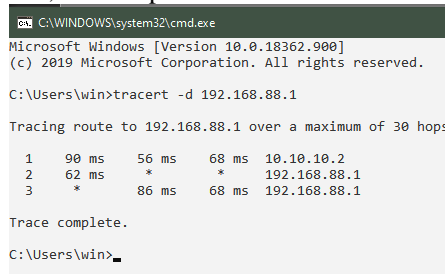 C:\WINDOWS\system32\cmd.exe
Microsoft Windows [Version 10.0.18362.900]
(c) 2019 Microsoft Corporation. All rights reserved.
C:\Users\win>tracert -d 192.168.88.1
Tracing route to 192.168.88.1 over a maximum of 30 hops
1 90 ms 56 ms 68 ms 10.10.10.2
2 62 ms * * 192.168.88.1
3 * 86 ms 68 ms 192.168.88.1
Trace complete.
C:\Users\win>